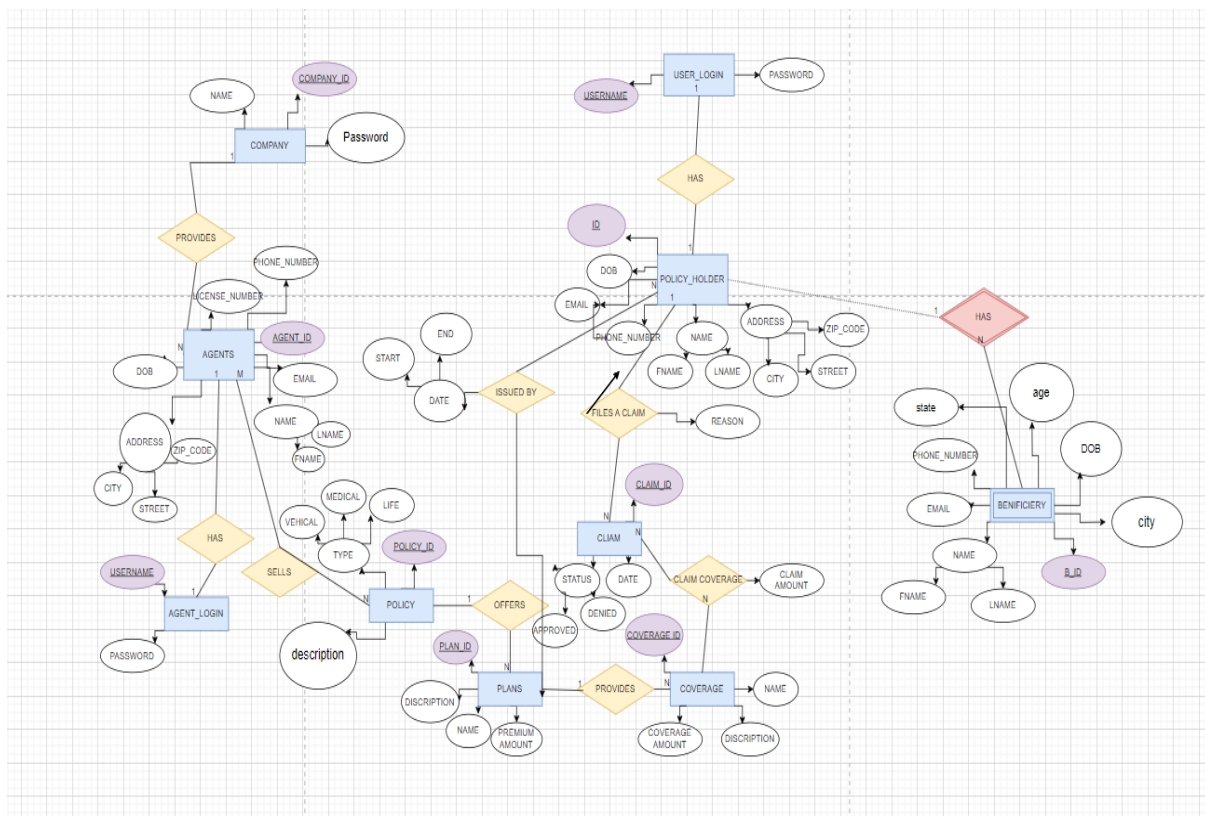 COMPANY_ID
NAME
COMPANY
Password
1
PROVIDES
PHONE_NUMBER
LICENSE_NUMBER
N
AGENTS
AGENT_ID
1
M
DOB
EMAIL
NAME
LNAME
FNAME
ADDRESS
ZIP_CODE
CITY
STREET
HAS
USERNAME
1
AGENT_LOGIN
PASSWORD
SELLS
MEDICAL
VEHICAL
LIFE
TYPE
POLICY_ID
N
POLICY
1
OFFERS
description
PLAN_ID
N
PLANS
DISCRIPTION
NAME
PREMIUM
AMOUNT
1
PROVIDES
N
COVERAGE
COVERAGE ID
NAME
COVERAGE
AMOUNT
DISCRIPTION
USER_LOGIN
1
USERNAME
PASSWORD
HAS
1
ID
POLICY_HOLDER
DOB
N
1
EMAIL
PHONE_NUMBER
NAME
FNAME
LNAME
ADDRESS
ZIP_CODE
CITY
STREET
END
START
DATE
ISSUED BY
FILES A CLAIM
REASON
CLAIM_ID
N
CLIAM
N
STATUS
DATE
APPROVED
DENIED
CLAIM COVERAGE
N
CLAIM
AMOUNT
1
HAS
N
state
age
DOB
PHONE_NUMBER
EMAIL
BENIFICIERY
city
NAME
FNAME
LNAME
B_ID